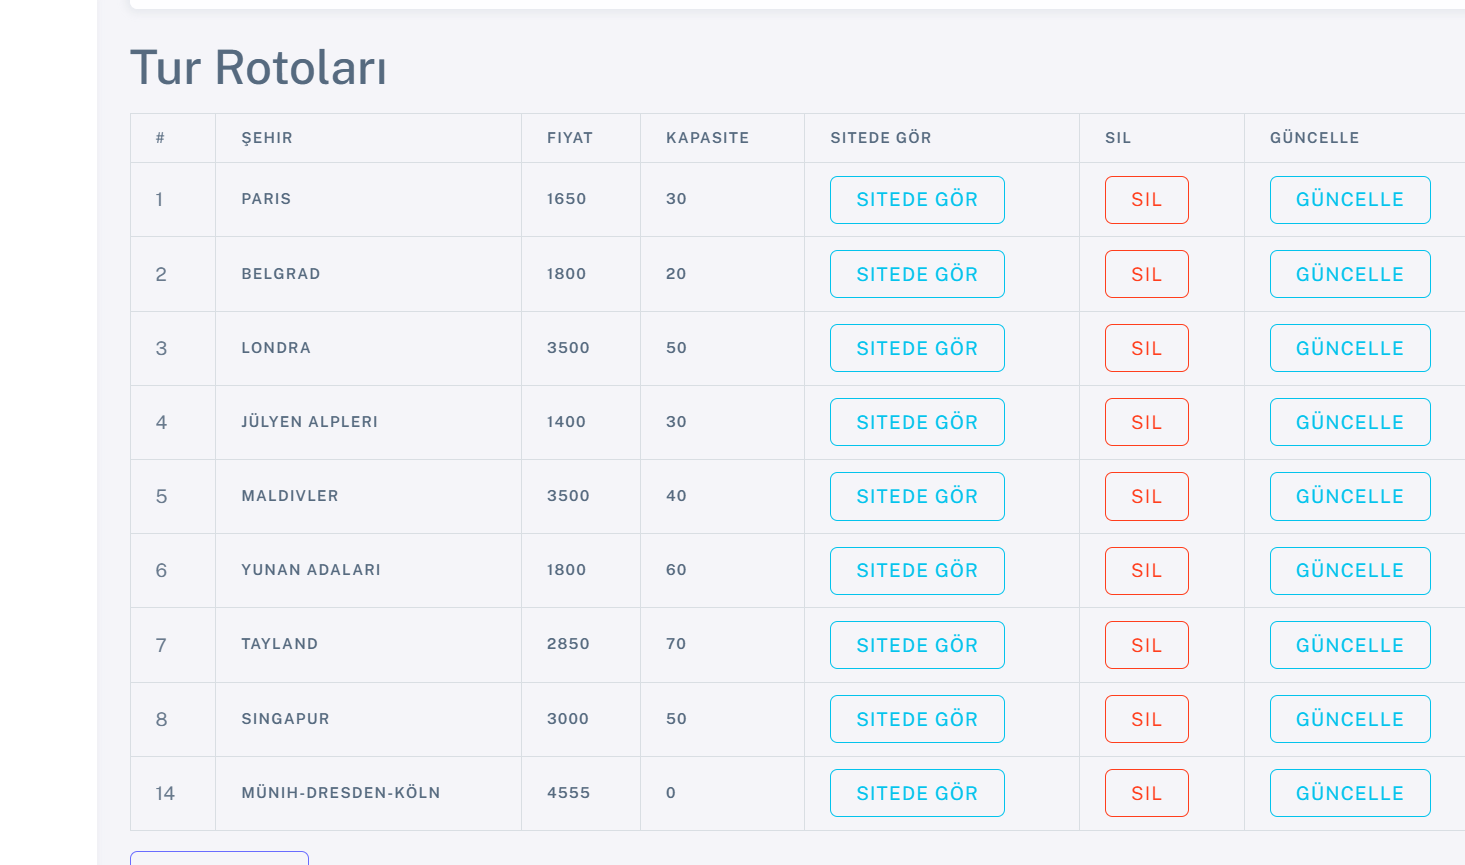 Tur Rotoları
# ŞEHIR FIYAT KAPASITE SITEDE GÖR SIL GÜNCELLE
1 PARIS 1650 30 SITEDE GÖR SIL GÜNCELLE
2 BELGRAD 1800 20 SITEDE GÖR SIL GÜNCELLE
3 LONDRA 3500 50 SITEDE GÖR SIL GÜNCELLE
4 JÜLYEN ALPLERI 1400 30 SITEDE GÖR SIL GÜNCELLE
5 MALDIVLER 3500 40 SITEDE GÖR SIL GÜNCELLE
6 YUNAN ADALARI 1800 60 SITEDE GÖR SIL GÜNCELLE
7 TAYLAND 2850 70 SITEDE GÖR SIL GÜNCELLE
8 SINGAPUR 3000 50 SITEDE GÖR SIL GÜNCELLE
14 MÜNIH-DRESDEN-KÖLN 4555 0 SITEDE GÖR SIL GÜNCELLE